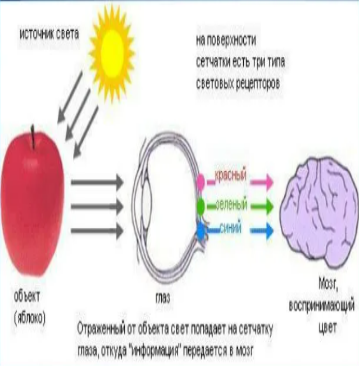 источник света
на поверхности
сетчатки есть три типа
световых рецепторов
красный
зеленый
синий
объект
(яблоко)
глаз
Мозг,
воспринимающий
цвет
Отраженный от объекта свет попадает на сетчатку
глаза, откуда "информация" передается в мозг